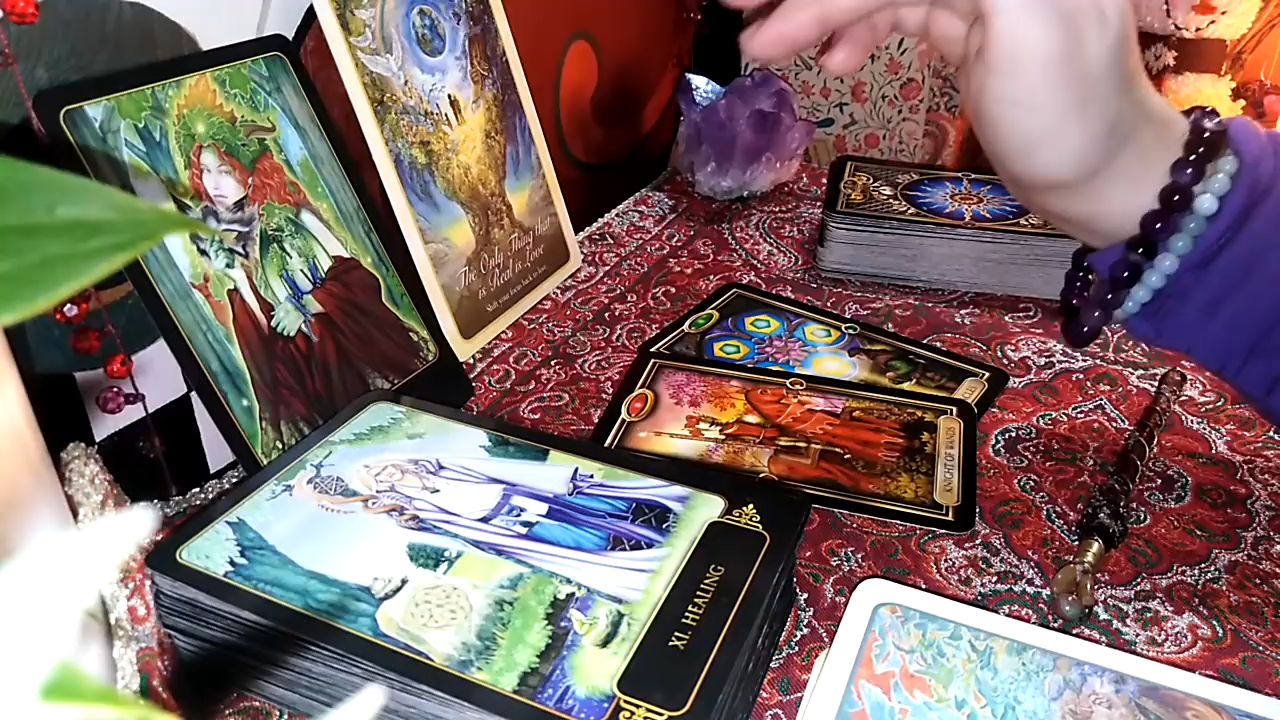 The Only Thing that
is Real is Love
Shift your focus back to love.
KNIGHT OF WANDS
XI. HEALING